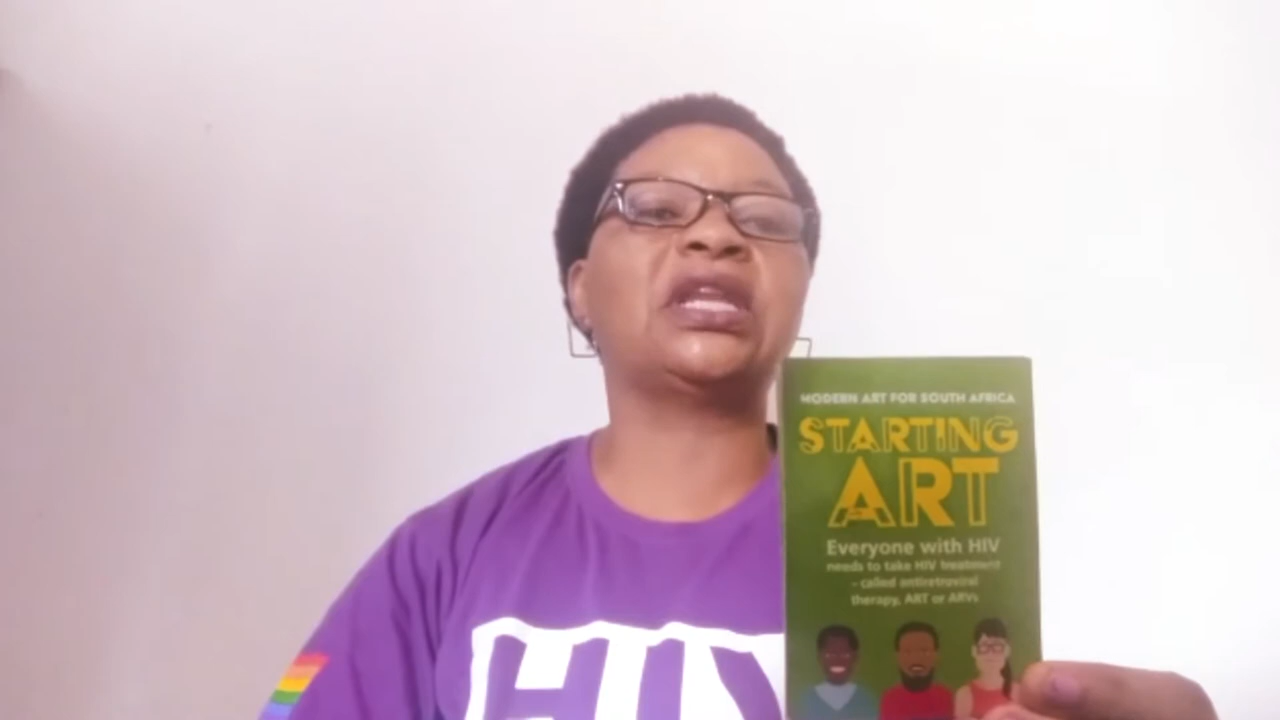 MODERN ART FOR SOUTH AFRICA
STARTING
ART
Everyone with HIV
needs to take HIV treatment
- called antiretroviral
therapy, ART or ARVs
HIV